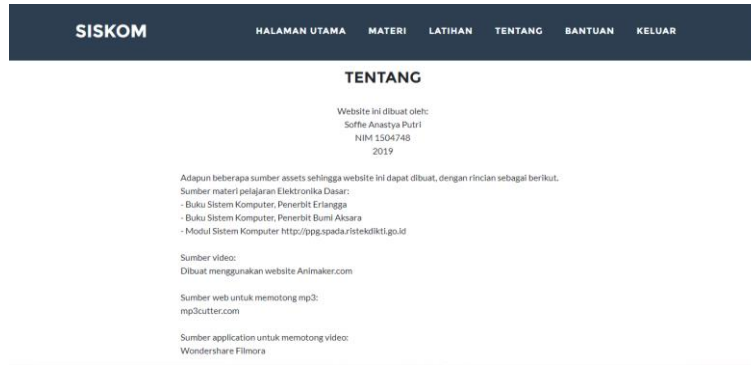 SISKOM HALAMAN UTAMA MATERI LATIHAN TENTANG BANTUAN KELUAR
TENTANG
Website ini dibuat oleh:
Soffie Anastya Putri
NIM 1504748
2019
Adapun beberapa sumber assets sehingga website ini dapat dibuat, dengan rincian sebagai berikut.
Sumber materi pelajaran Elektronika Dasar:
- Buku Sistem Komputer, Penerbit Erlangga
- Buku Sistem Komputer, Penerbit Bumi Aksara
- Modul Sistem Komputer http://ppg.spada.ristekdikti.go.id
Sumber video:
Dibuat menggunakan website Animaker.com
Sumber web untuk memotong mp3:
mp3cutter.com
Sumber application untuk memotong video:
Wondershare Filmora